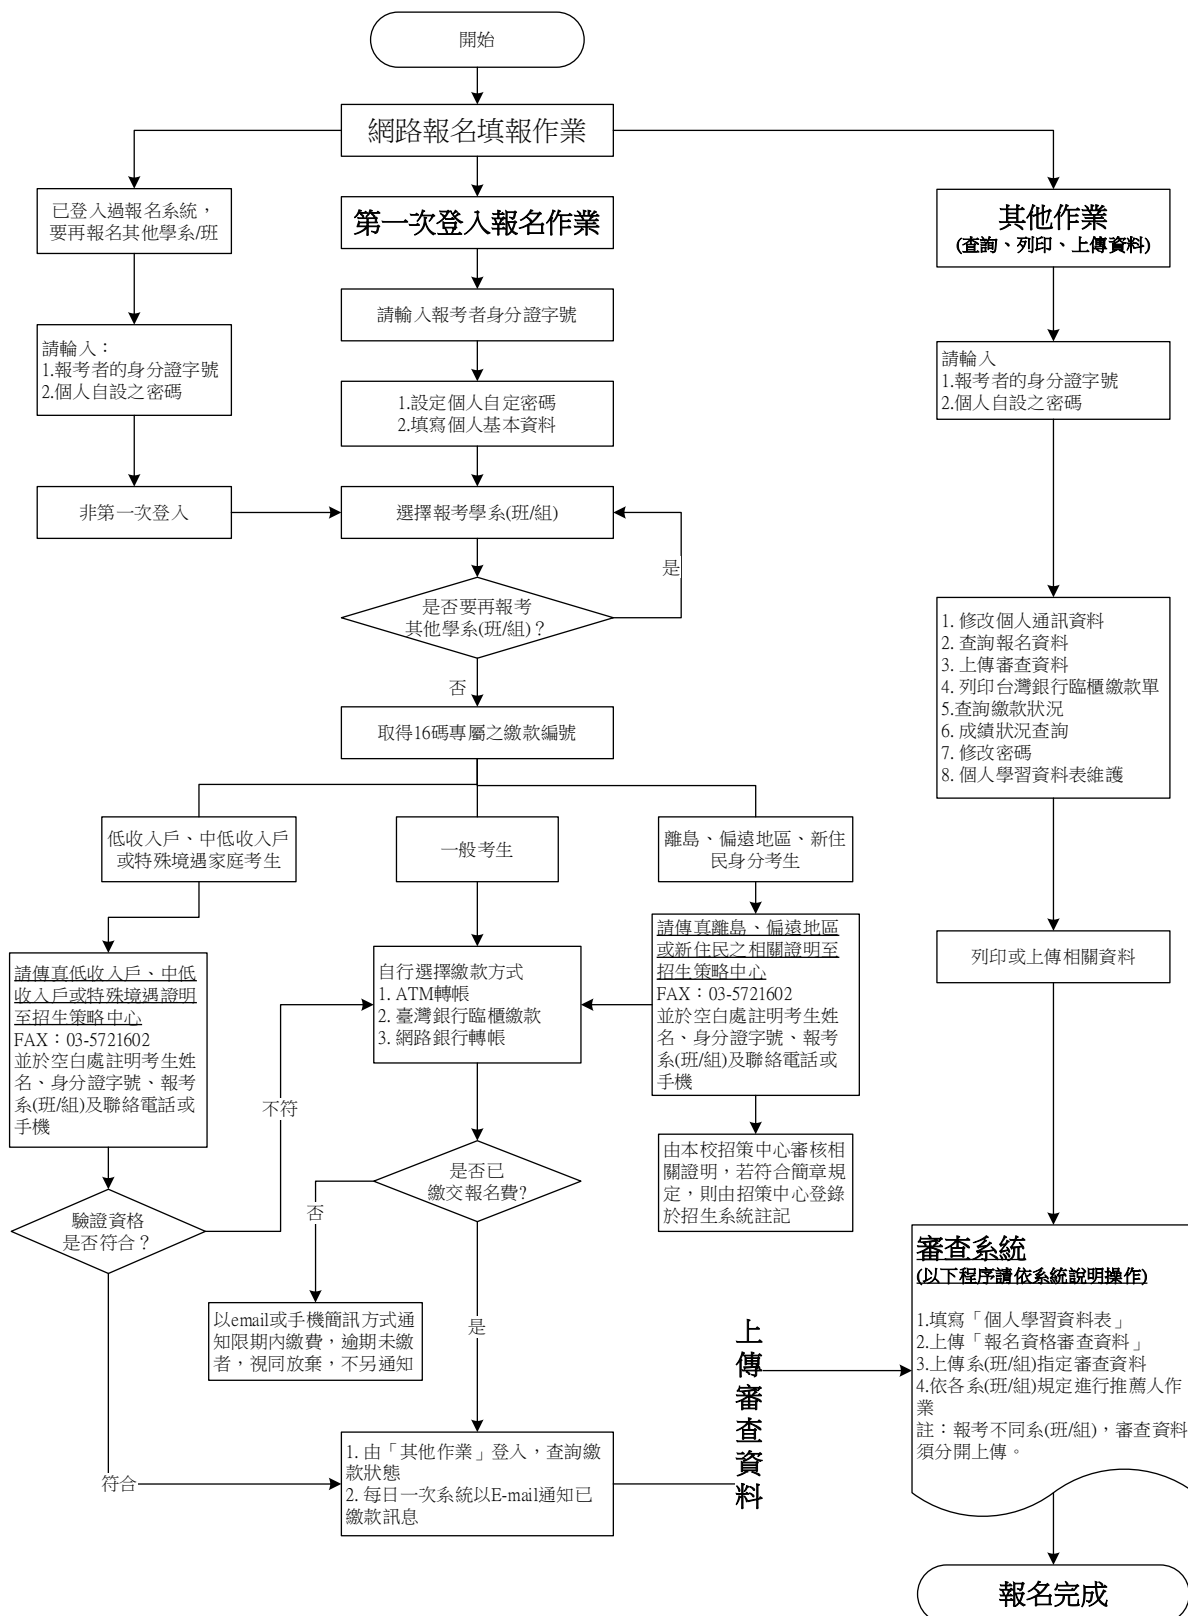 開始
網路報名填報作業
已登入過報名系統，
要再報名其他學系/班
第一次登入報名作業
其他作業
(查詢、列印、上傳資料)
請輸入報考者身分證字號
請輸入：
1.報考者的身分證字號
2.個人自設之密碼
1.設定個人自定密碼
2.填寫個人基本資料
請輸入
1.報考者的身分證字號
2.個人自設之密碼
非第一次登入
選擇報考學系(班/組)
是
是否要再報考
其他學系(班/組)？
否
取得16碼專屬之繳款編號
1. 修改個人通訊資料
2. 查詢報名資料
3. 上傳審查資料
4. 列印台灣銀行臨櫃繳款單
5.查詢繳款狀況
6. 成績狀況查詢
7. 修改密碼
8. 個人學習資料表維護
低收入戶、中低收入戶
或特殊境遇家庭考生
一般考生
離島、偏遠地區、新住
民身分考生
請傳真低收入戶、中低
收入戶或特殊境遇證明
至招生策略中心
FAX：03-5721602
並於空白處註明考生姓
名、身分證字號、報考
系(班/組)及聯絡電話或
手機
自行選擇繳款方式
1. ATM轉帳
2. 臺灣銀行臨櫃繳款
3. 網路銀行轉帳
請傳真離島、偏遠地區
或新住民之相關證明至
招生策略中心
FAX：03-5721602
並於空白處註明考生姓
名、身分證字號、報考
系(班/組)及聯絡電話或
手機
列印或上傳相關資料
不符
驗證資格
是否符合？
是否已
繳交報名費?
由本校招策中心審核相
關證明，若符合簡章規
定，則由招策中心登錄
於招生系統註記
否
以email或手機簡訊方式通
知限期內繳費，逾期未繳
者，視同放棄，不另通知
是
上傳審查資料
審查系統
(以下程序請依系統說明操作)
1.填寫「個人學習資料表」
2.上傳「報名資格審查資料」
3.上傳系(班/組)指定審查資料
4.依各系(班/組)規定進行推薦人作
業
註：報考不同系(班/組)，審查資料
須分開上傳。
符合
1. 由「其他作業」登入，查詢繳
款狀態
2. 每日一次系統以E-mail通知已
繳款訊息
報名完成